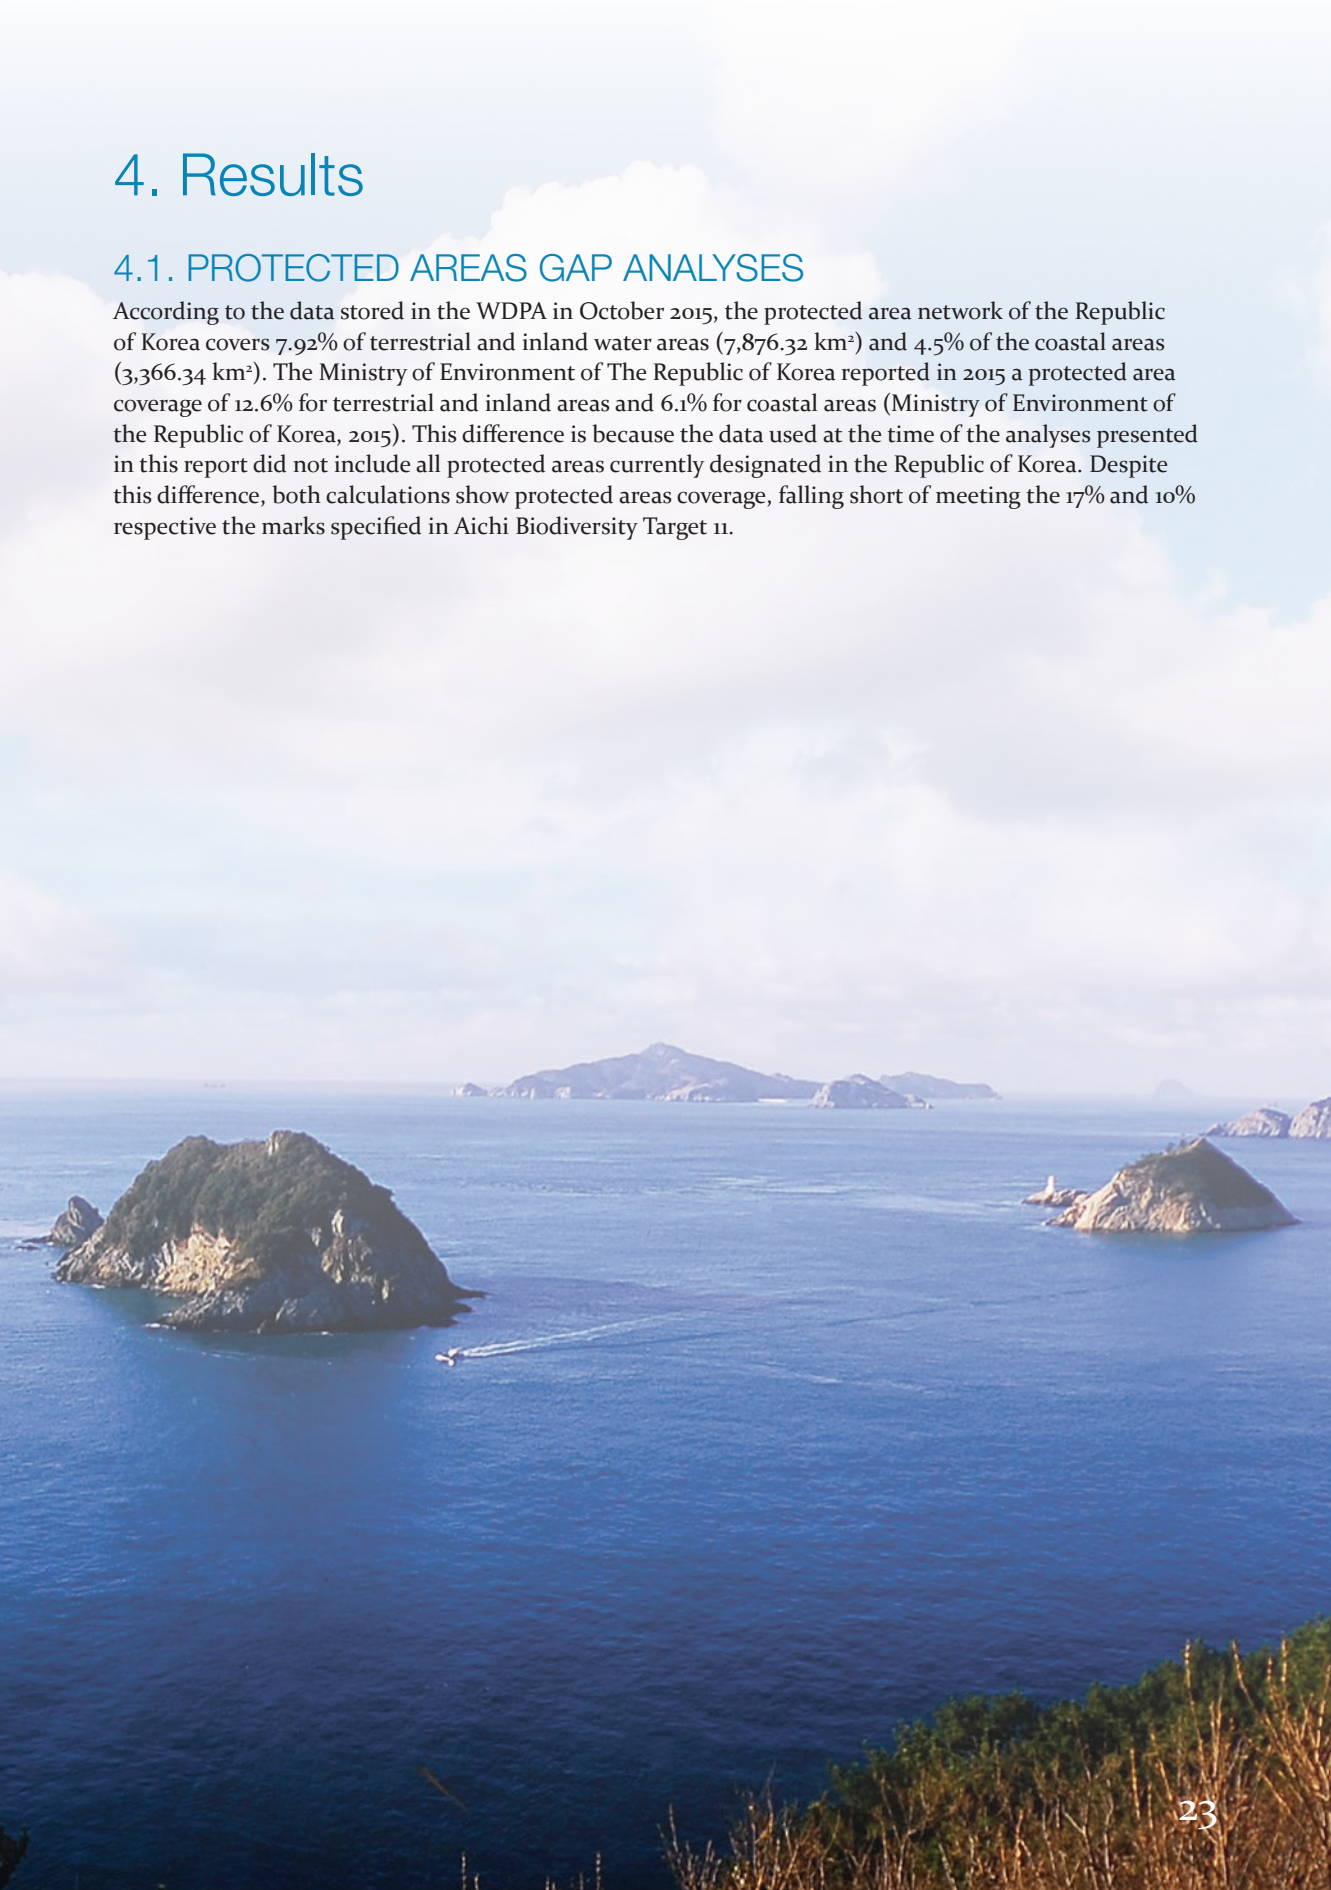 4. Results
4.1. PROTECTED AREAS GAP ANALYSES
According to the data stored in the WDPA in October 2015, the protected area network of the Republic
of Korea covers 7.92% of terrestrial and inland water areas (7,876.32 km²) and 4.5% of the coastal areas
(3,366.34 km²). The Ministry of Environment of The Republic of Korea reported in 2015 a protected area
coverage of 12.6% for terrestrial and inland areas and 6.1% for coastal areas (Ministry of Environment of
the Republic of Korea, 2015). This difference is because the data used at the time of the analyses presented
in this report did not include all protected areas currently designated in the Republic of Korea. Despite
this difference, both calculations show protected areas coverage, falling short of meeting the 17% and 10%
respective the marks specified in Aichi Biodiversity Target 11.
23